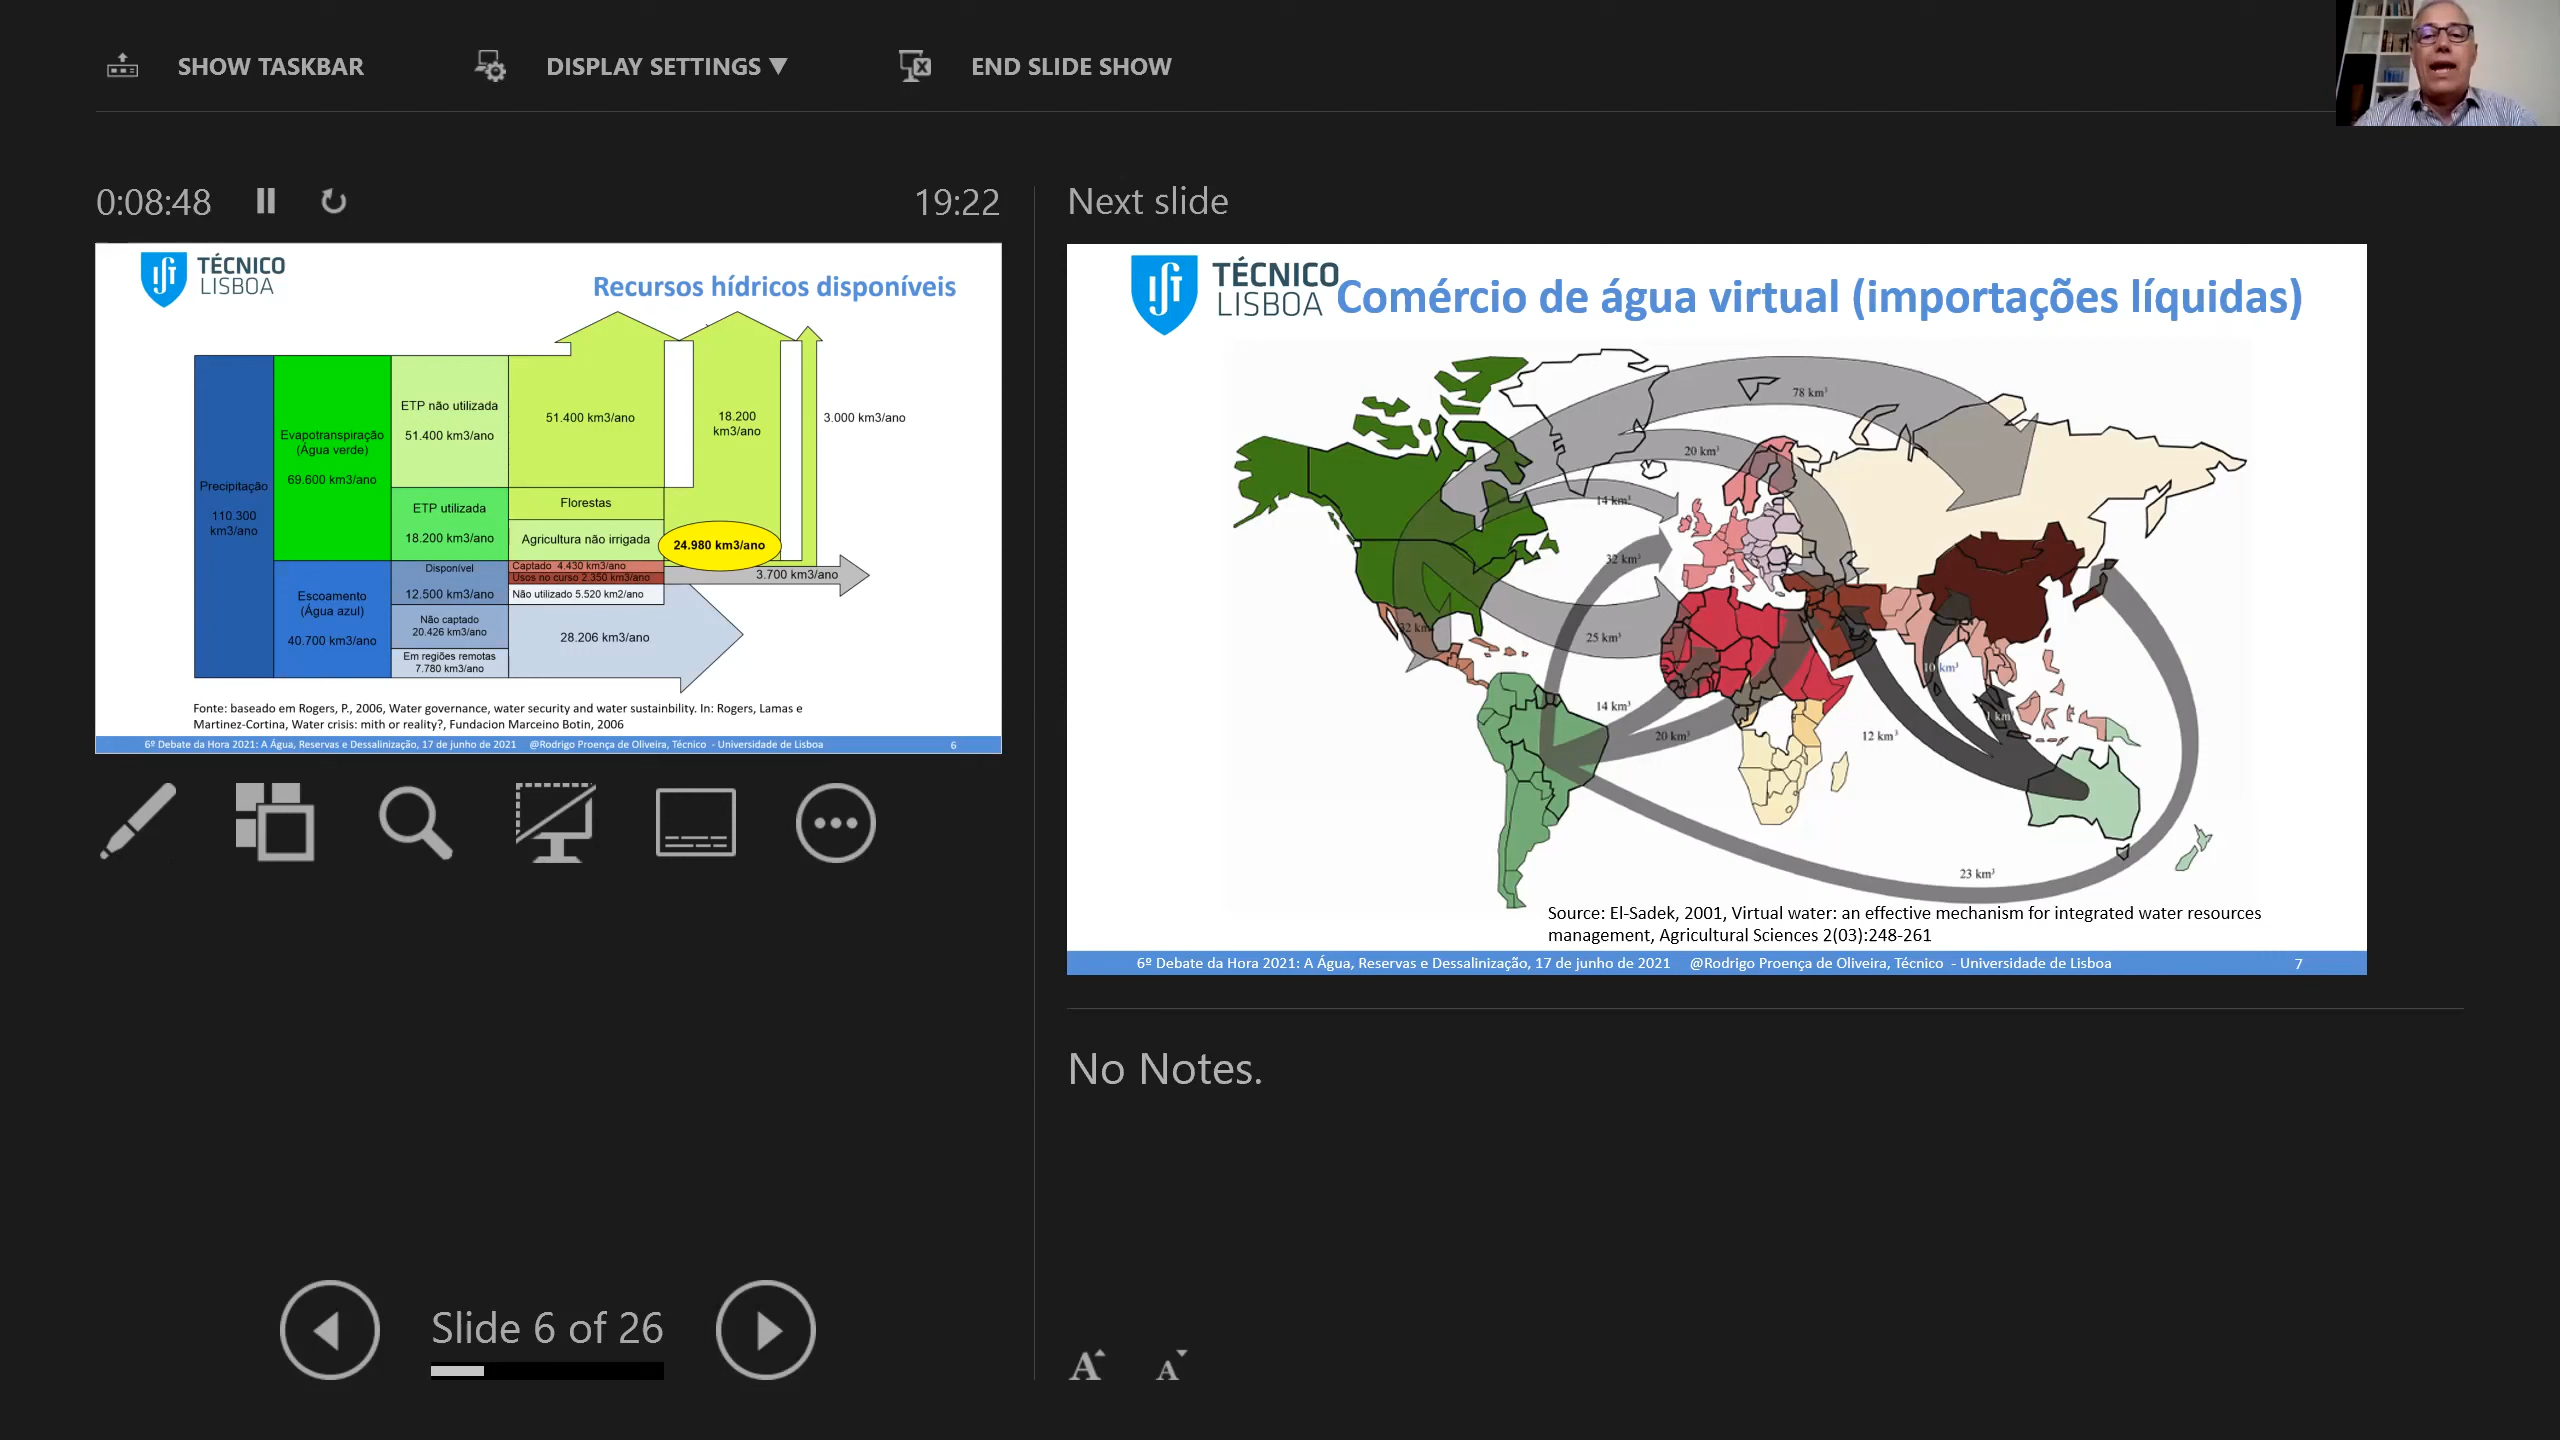 SHOW TASKBAR
DISPLAY SETTINGS ▼
END SLIDE SHOW
0:08:48
19:22
Next slide
TÉCNICO
LISBOA
Recursos hídricos disponíveis
Precipitação
110.300
km3/ano
Evapotranspiração
(Água verde)
69.600 km3/ano
Escoamento
(Água azul)
40.700 km3/ano
ETP não utilizada
51.400 km3/ano
ETP utilizada
18.200 km3/ano
Disponível
12.500 km3/ano
Não captado
20.426 km3/ano
Em regiões remotas
7.780 km3/ano
51.400 km3/ano
Florestas
Agricultura não irrigada
Captado 4.430 km3/ano
Usos no curso 2.350 km3/ano
Não utilizado 5.520 km2/ano
28.206 km3/ano
18.200
km3/ano
3.000 km3/ano
24.980 km3/ano
3.700 km3/ano
Fonte: baseado em Rogers, P., 2006, Water governance, water security and water sustainbility. In: Rogers, Lamas e
Martinez-Cortina, Water crisis: mith or reality?, Fundacion Marceino Botin, 2006
6º Debate da Hora 2021: A Água, Reservas e Dessalinização, 17 de junho de 2021 @Rodrigo Proença de Oliveira, Técnico - Universidade de Lisboa 6
TÉCNICO
LISBOA
Comércio de água virtual (importações líquidas)
78 km³
20 km³
14 km³
32 km³
32 km³
25 km³
14 km³
20 km³
12 km³
10 km³
1 km³
23 km³
Source: El-Sadek, 2001, Virtual water: an effective mechanism for integrated water resources
management, Agricultural Sciences 2(03):248-261
6º Debate da Hora 2021: A Água, Reservas e Dessalinização, 17 de junho de 2021 @Rodrigo Proença de Oliveira, Técnico - Universidade de Lisboa 7
No Notes.
Slide 6 of 26
A A